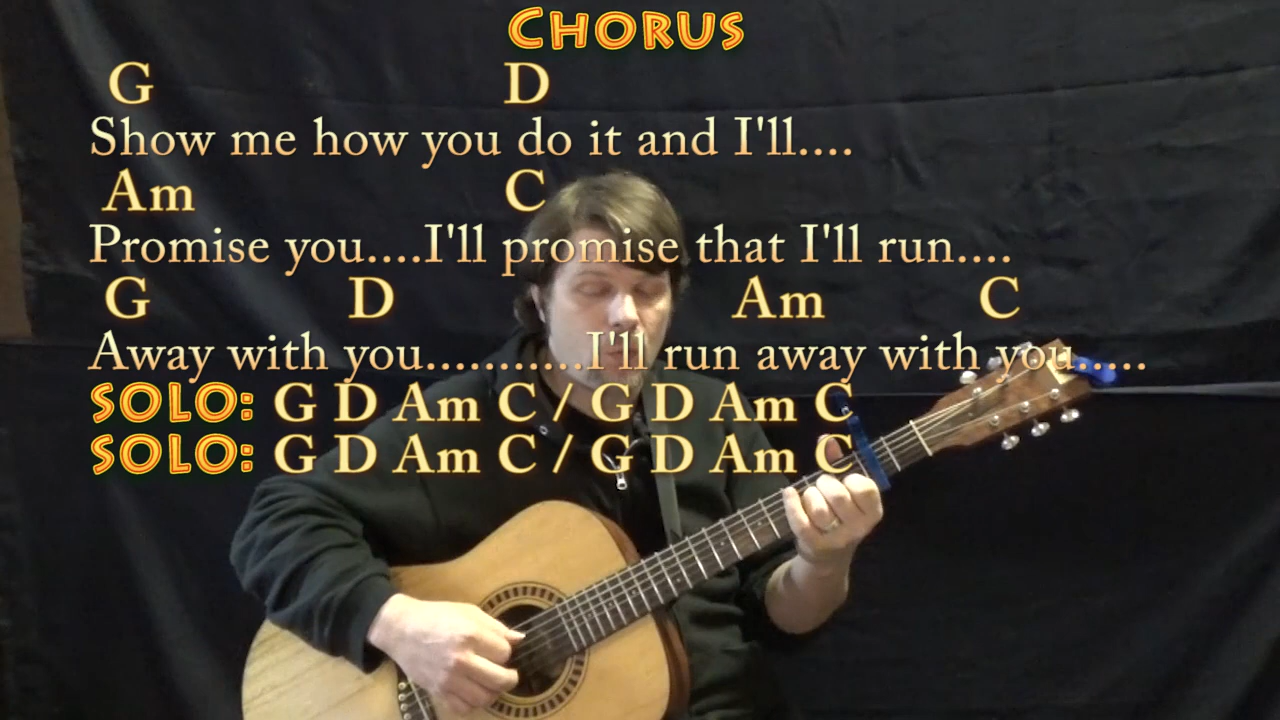 CHORUS
G D
Show me how you do it and I'll....
Am C
Promise you....I'll promise that I'll run....
G D Am C
Away with you...........I'll run away with you.....
SOLO: G D Am C / G D Am C
SOLO: G D Am C / G D Am C